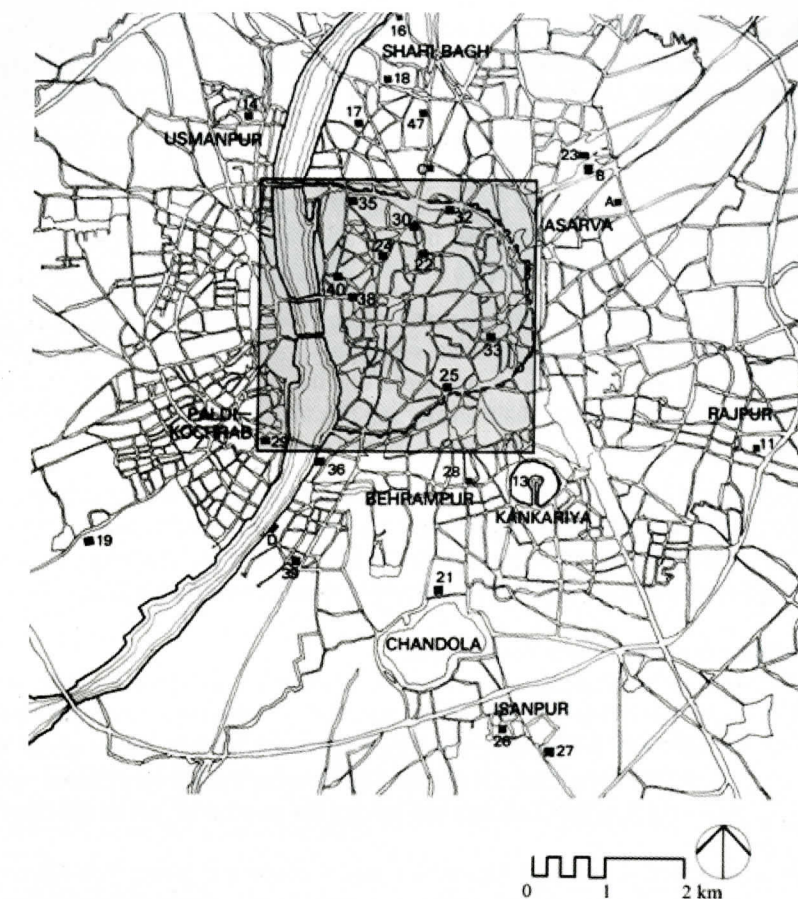 16
SHAHI BAGH
18
14
17
47
USMANPUR
C
23
B
A
35
30
32
ASARVA
24
22
40
38
33
25
PALDI-
KOCHRAB
29
RAJPUR
11
36
28
13
BEHRAMPUR
KANKARIYA
19
D
39
21
CHANDOLA
ISANPUR
26
27
0 1 2 km